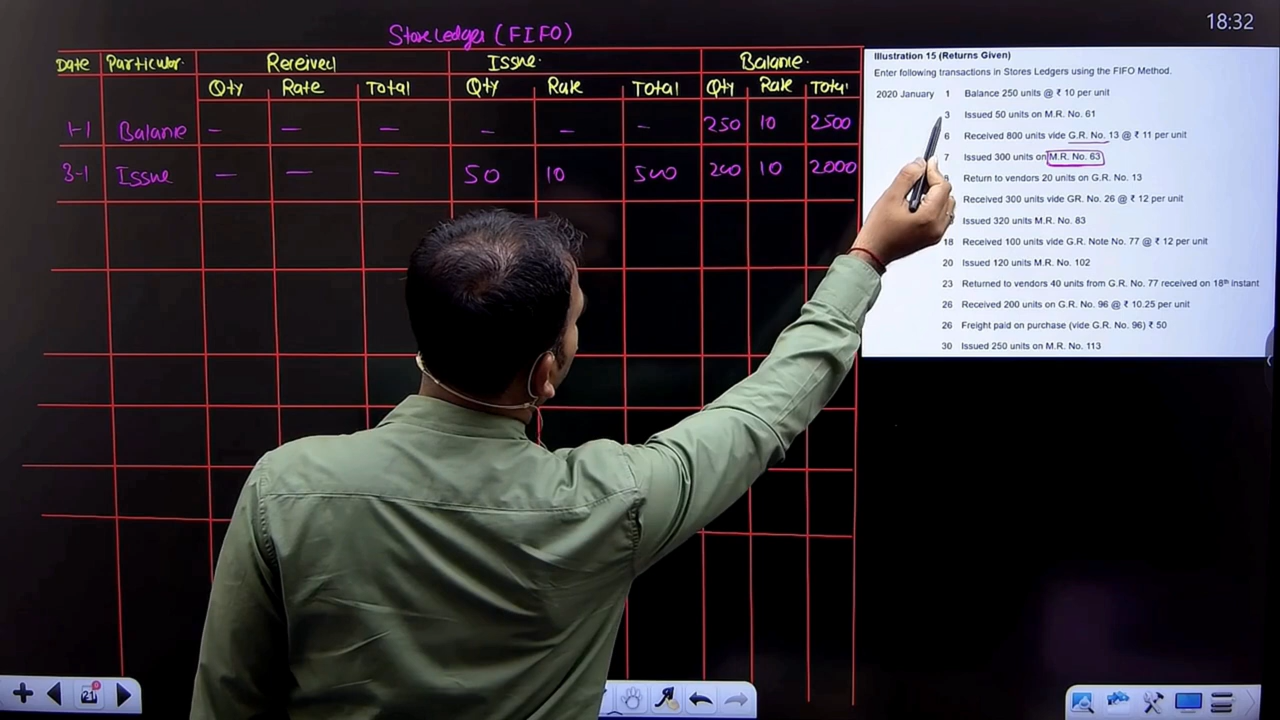 18:32
Store Ledger (FIFO)
Date Particular. Received Issue. Balance.
Qty Rate Total Qty Rate Total Qty Rate Total
1-1 Balance - - - - - - 250 10 2500
3-1 Issue - - - 50 10 500 200 10 2000
Illustration 15 (Returns Given)
Enter following transactions in Stores Ledgers using the FIFO Method.
2020 January 1 Balance 250 units @ ₹ 10 per unit
3 Issued 50 units on M.R. No. 61
6 Received 800 units vide G.R. No. 13 @ ₹ 11 per unit
7 Issued 300 units on M.R. No. 63
Return to vendors 20 units on G.R. No. 13
Received 300 units vide GR. No. 26 @ ₹ 12 per unit
Issued 320 units M.R. No. 83
18 Received 100 units vide G.R. Note No. 77 @ ₹ 12 per unit
20 Issued 120 units M.R. No. 102
23 Returned to vendors 40 units from G.R. No. 77 received on 18th instant
26 Received 200 units on G.R. No. 96 @ ₹ 10.25 per unit
26 Freight paid on purchase (vide G.R. No. 96) ₹ 50
30 Issued 250 units on M.R. No. 113
21